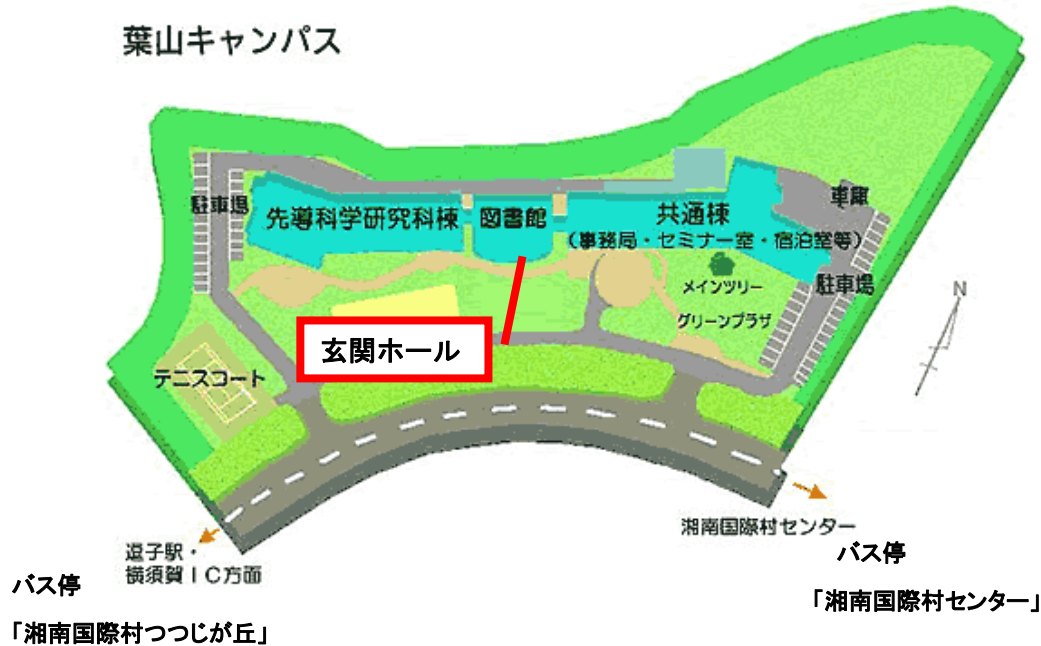 葉山キャンパス
駐車場
先導科学研究科棟
図書館
共通棟
(事務局・セミナー室・宿泊室等)
車庫
メインツリー
駐車場
グリーンプラザ
N
玄関ホール
テニスコート
湘南国際村センター
バス停
「湘南国際村センター」
逗子駅・
横須賀IC方面
バス停
「湘南国際村つつじが丘」